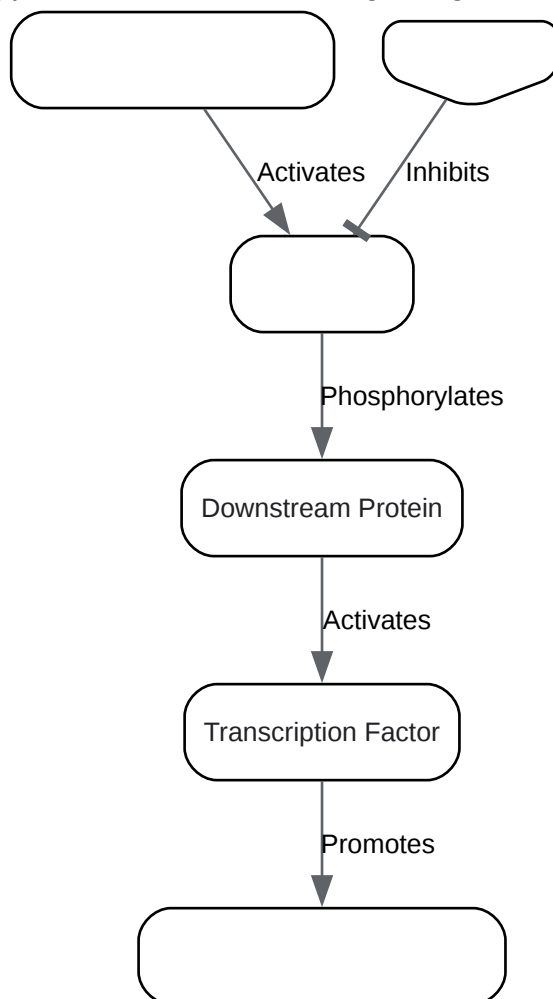 Activates
Inhibits
Phosphorylates
Downstream Protein
Activates
Transcription Factor
Promotes